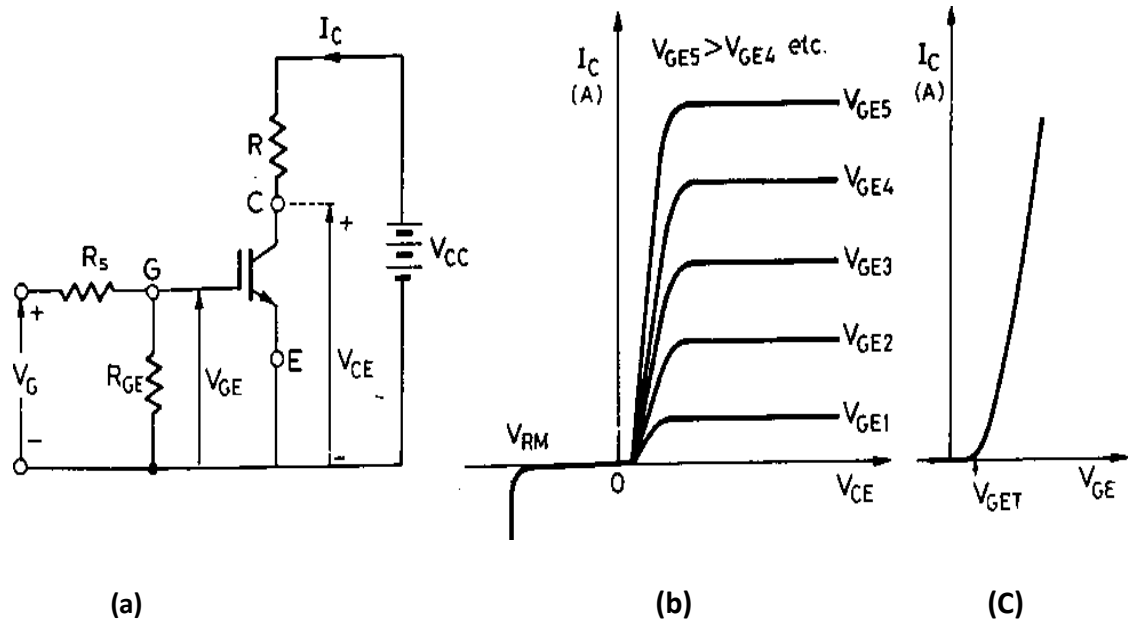 I_C
R
C
+
R_s
G
V_CC
+
V_G
R_GE
V_GE
E
V_CE
-
-
I_C
(A)
V_GE5 > V_GE4 etc.
V_GE5
V_GE4
V_GE3
V_GE2
V_GE1
V_RM
O
V_CE
I_C
(A)
V_GET
V_GE
(a)
(b)
(C)